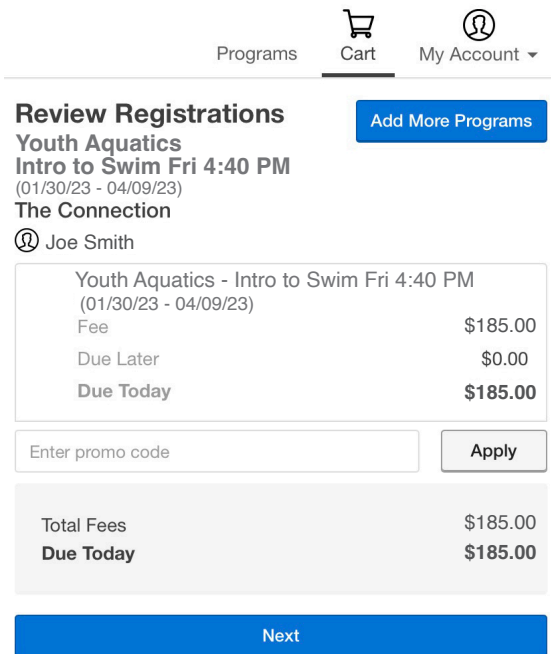 Programs
Cart
My Account
Review Registrations
Add More Programs
Youth Aquatics
Intro to Swim Fri 4:40 PM
(01/30/23 - 04/09/23)
The Connection
Joe Smith
Youth Aquatics - Intro to Swim Fri 4:40 PM
(01/30/23 - 04/09/23)
Fee $185.00
Due Later $0.00
Due Today $185.00
Enter promo code
Apply
Total Fees $185.00
Due Today $185.00
Next